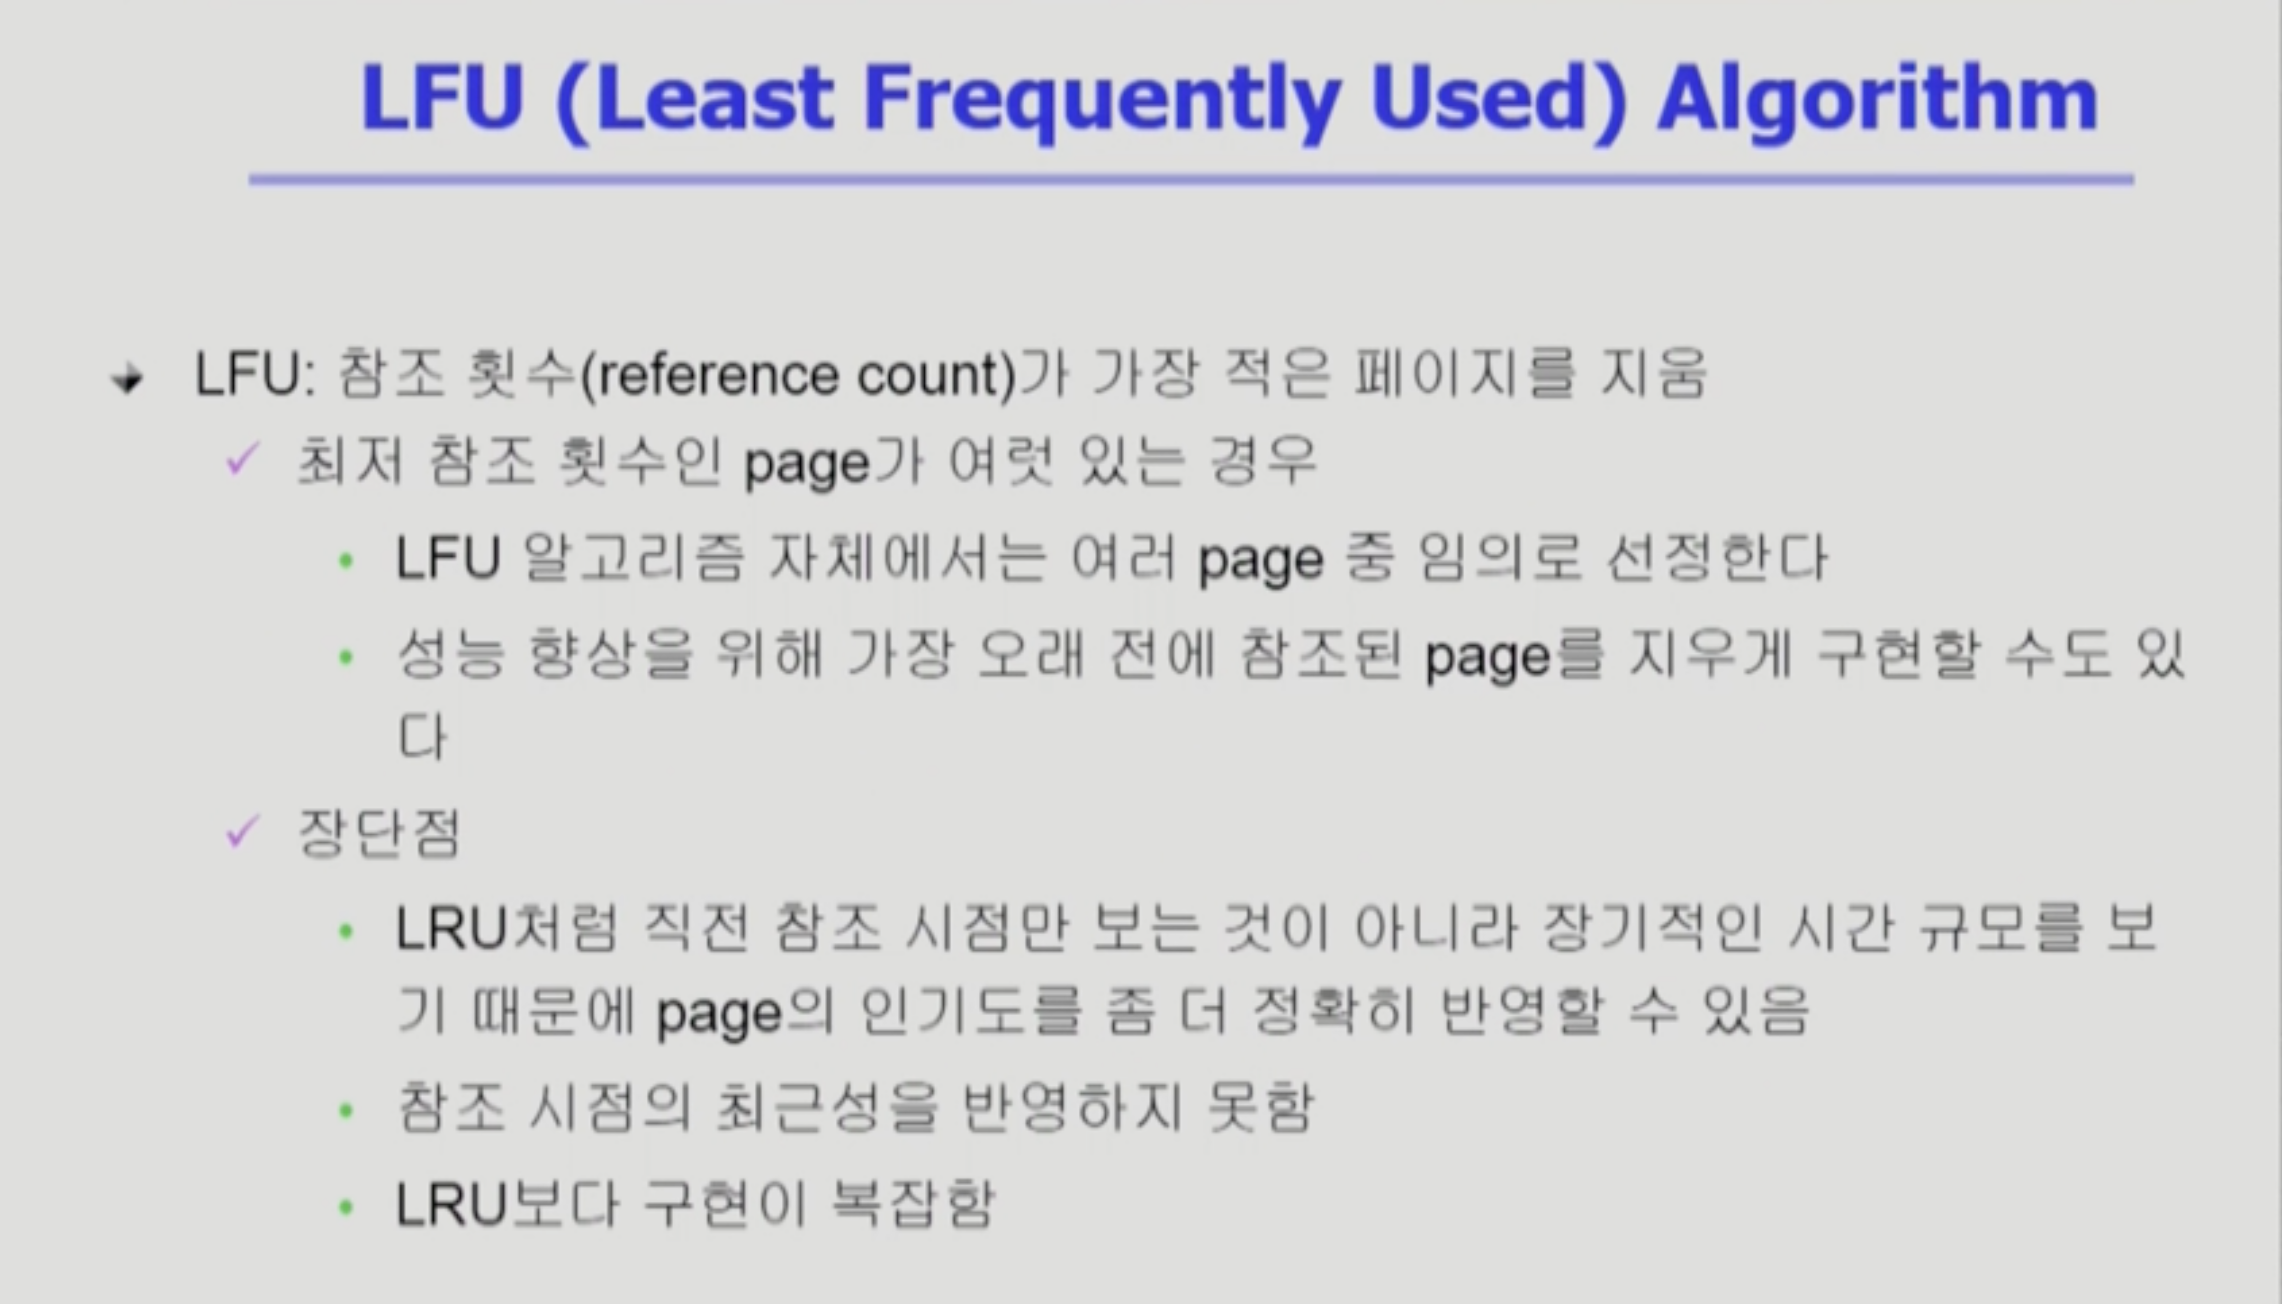 LFU (Least Frequently Used) Algorithm
LFU: 참조 횟수(reference count)가 가장 적은 페이지를 지움
최저 참조 횟수인 page가 여럿 있는 경우
LFU 알고리즘 자체에서는 여러 page 중 임의로 선정한다
성능 향상을 위해 가장 오래 전에 참조된 page를 지우게 구현할 수도 있
다
장단점
LRU처럼 직전 참조 시점만 보는 것이 아니라 장기적인 시간 규모를 보
기 때문에 page의 인기도를 좀 더 정확히 반영할 수 있음
참조 시점의 최근성을 반영하지 못함
LRU보다 구현이 복잡함